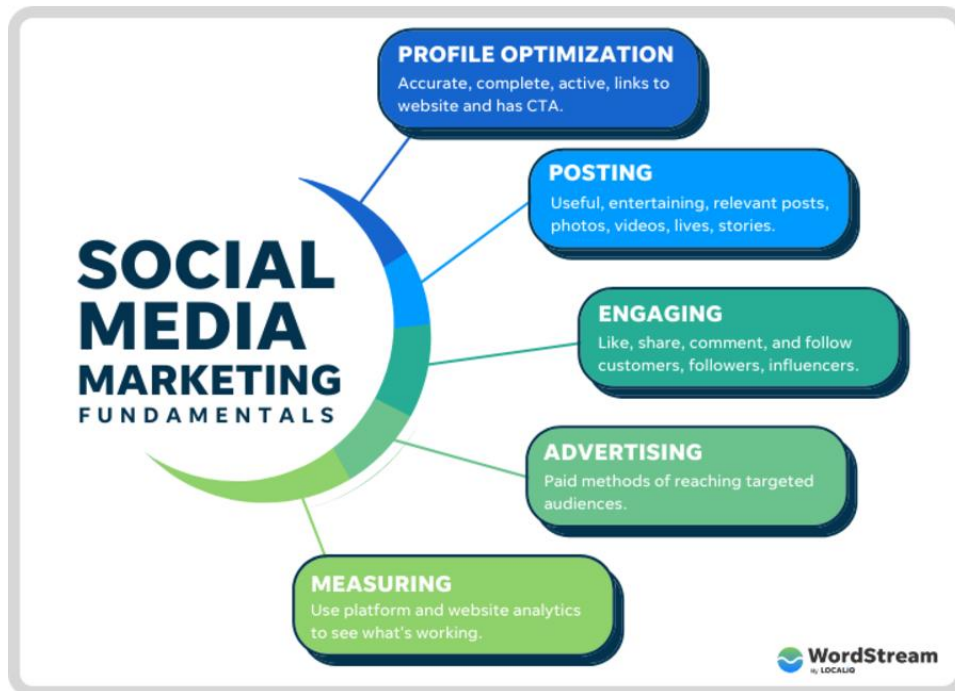 SOCIAL
MEDIA
MARKETING
FUNDAMENTALS
PROFILE OPTIMIZATION
Accurate, complete, active, links to
website and has CTA.
POSTING
Useful, entertaining, relevant posts,
photos, videos, lives, stories.
ENGAGING
Like, share, comment, and follow
customers, followers, influencers.
ADVERTISING
Paid methods of reaching targeted
audiences.
MEASURING
Use platform and website analytics
to see what's working.
WordStream
By LOCALiQ